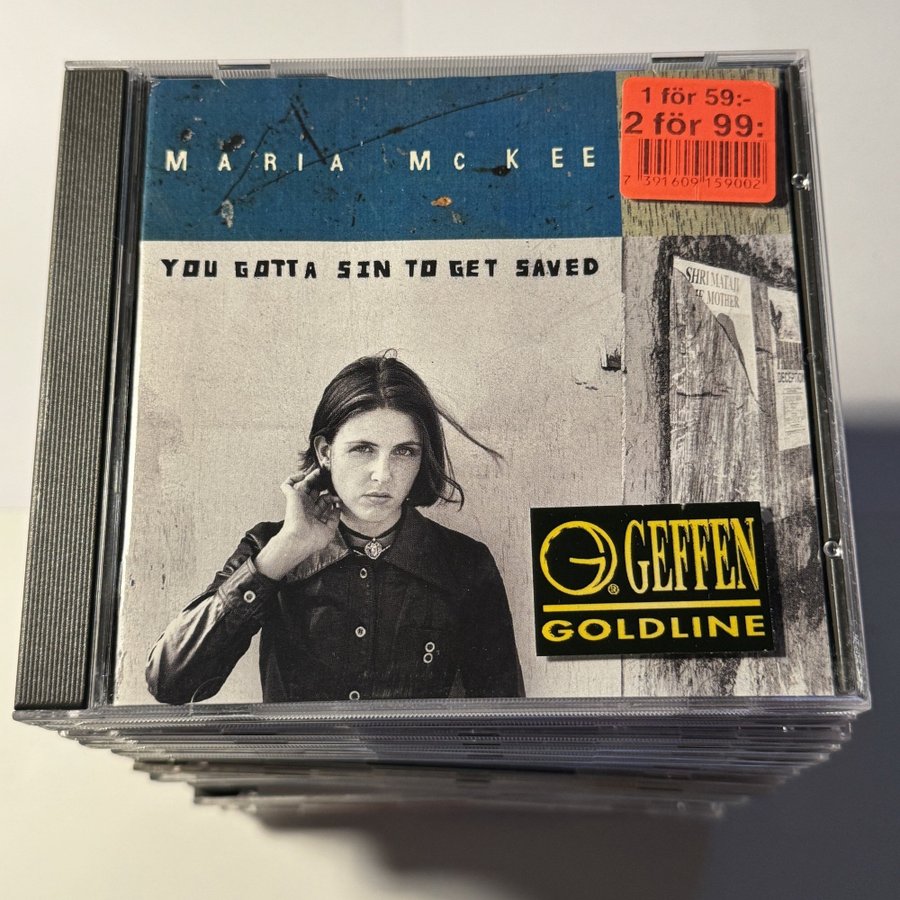 MARIA McKEE
1 för 59:-
2 för 99:
7 391609 159002
YOU GOTTA SIN TO GET SAVED
SHRI MATAJI
MOTHER
DECEPTION
G® GEFFEN
GOLDLINE